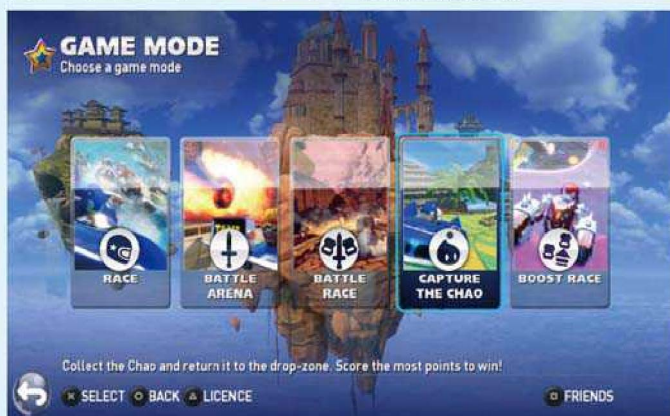 GAME MODE
Choose a game mode
RACE
BATTLE
ARENA
BATTLE
RACE
CAPTURE
THE CHAO
BOOST RACE
Collect the Chao and return it to the drop-zone. Score the most points to win!
SELECT BACK LICENCE
FRIENDS